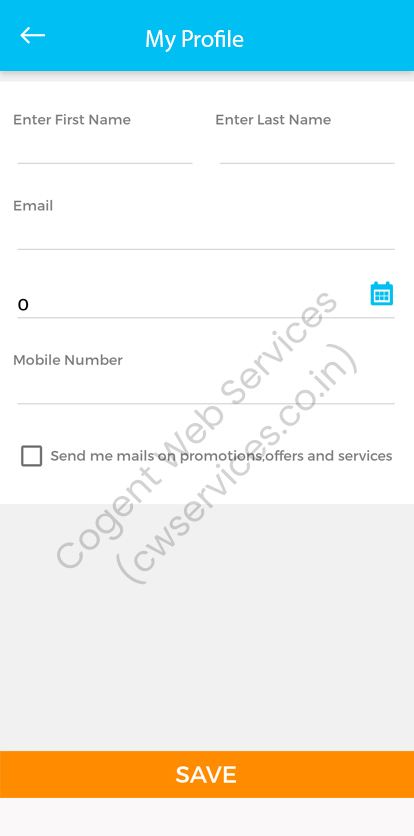 My Profile
Enter First Name
Enter Last Name
Email
0
Mobile Number
Send me mails on promotions,offers and services
Cogent Web Services
(cwservices.co.in)
SAVE